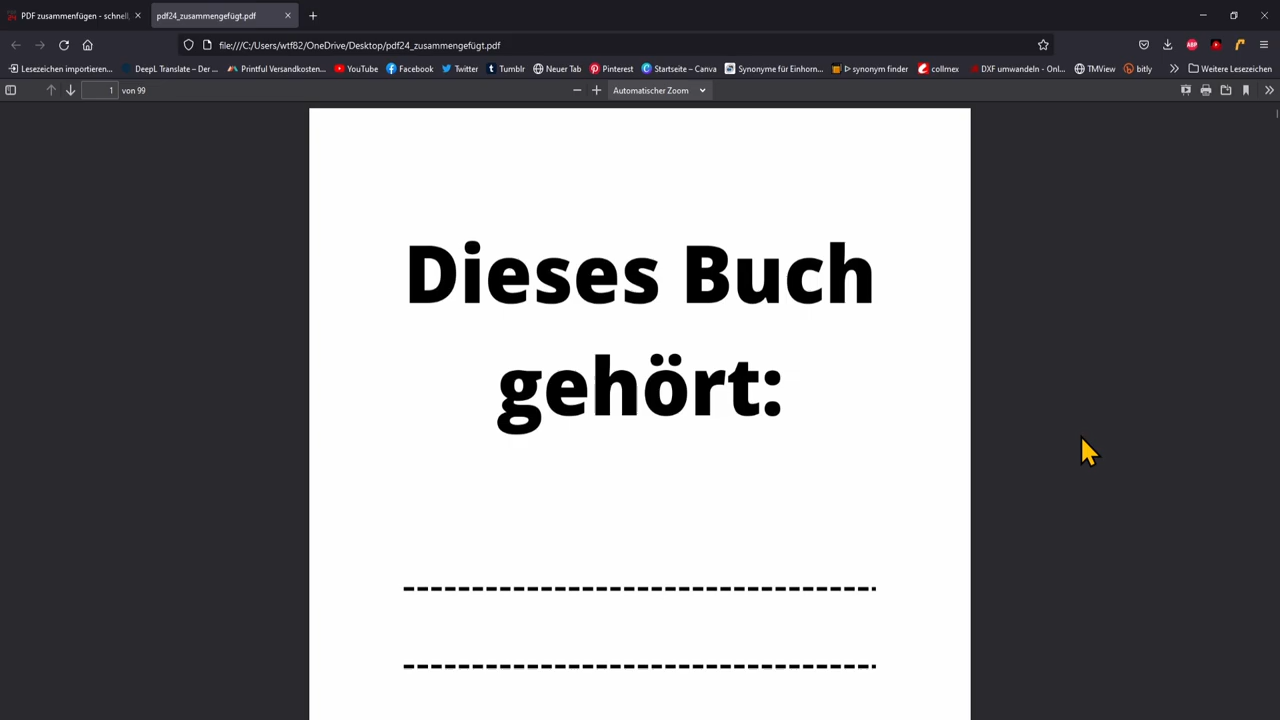 PDF zusammenfügen - schnell,
pdf24_zusammengefügt.pdf
file:///C:/Users/wtf82/OneDrive/Desktop/pdf24_zusammengefügt.pdf
Lesezeichen importieren... DeepL Translate – Der ... Printful Versandkosten... YouTube Facebook Twitter Tumblr Neuer Tab Pinterest Startseite – Canva Synonyme für Einhorn... ᐅ synonym finder collmex DXF umwandeln - Onl... TMView bitly Weitere Lesezeichen
1 von 99 Automatischer Zoom
Dieses Buch
gehört: